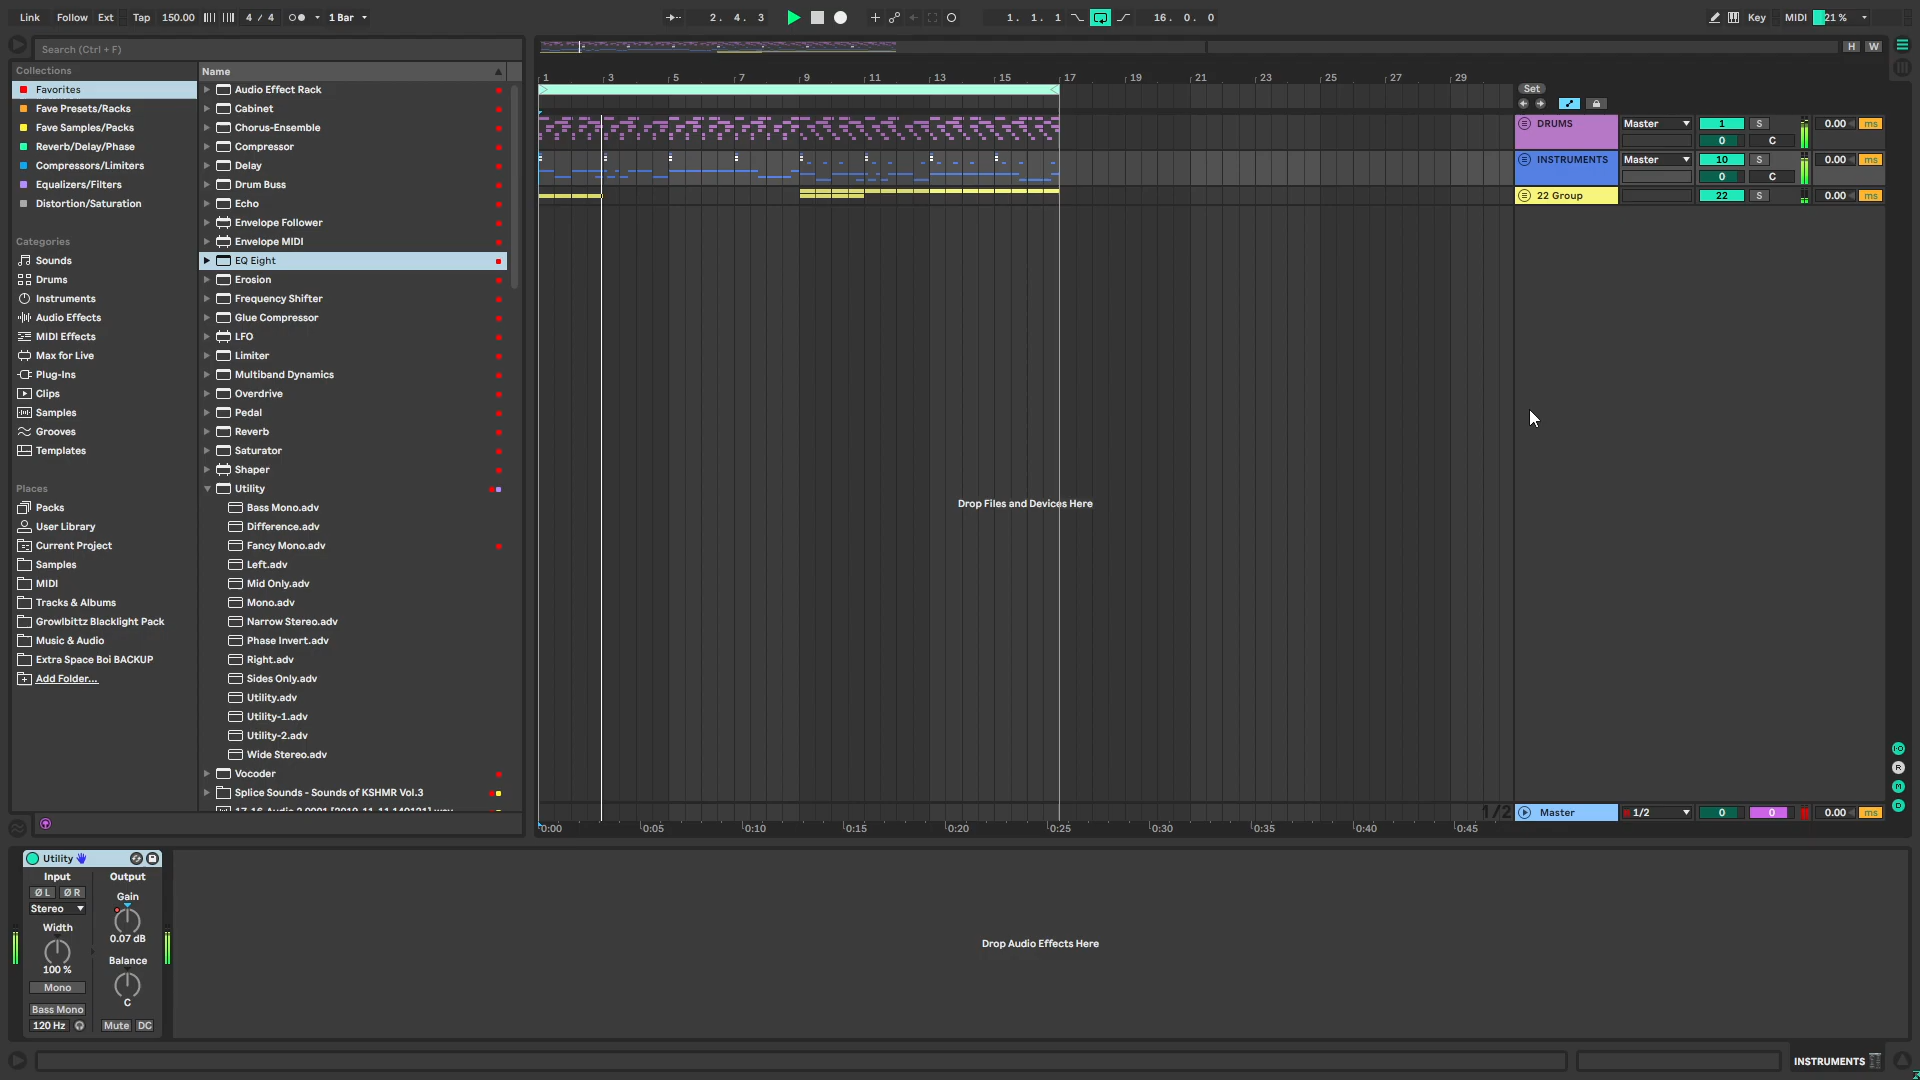 Link Follow Ext Tap 150.00 4 / 4 1 Bar 2. 4. 3 1. 1. 1 16. 0. 0 Key MIDI 21 %
Search (Ctrl + F)
H W
Collections
Name
Favorites
Fave Presets/Racks
Fave Samples/Packs
Reverb/Delay/Phase
Compressors/Limiters
Equalizers/Filters
Distortion/Saturation
Categories
Sounds
Drums
Instruments
Audio Effects
MIDI Effects
Max for Live
Plug-Ins
Clips
Samples
Grooves
Templates
Places
Packs
User Library
Current Project
Samples
MIDI
Tracks & Albums
Growlbittz Blacklight Pack
Music & Audio
Extra Space Boi BACKUP
Add Folder...
Audio Effect Rack
Cabinet
Chorus-Ensemble
Compressor
Delay
Drum Buss
Echo
Envelope Follower
Envelope MIDI
EQ Eight
Erosion
Frequency Shifter
Glue Compressor
LFO
Limiter
Multiband Dynamics
Overdrive
Pedal
Reverb
Saturator
Shaper
Utility
Bass Mono.adv
Difference.adv
Fancy Mono.adv
Left.adv
Mid Only.adv
Mono.adv
Narrow Stereo.adv
Phase Invert.adv
Right.adv
Sides Only.adv
Utility.adv
Utility-1.adv
Utility-2.adv
Wide Stereo.adv
Vocoder
Splice Sounds - Sounds of KSHMR Vol.3
1 3 5 7 9 11 13 15 17 19 21 23 25 27 29
Set
DRUMS Master 1 S 0.00 ms
0 C
INSTRUMENTS Master 10 S 0.00 ms
0 C
22 Group 22 S 0.00 ms
Drop Files and Devices Here
I·O
R
M
D
1/2 Master 1/2 0 0 0.00 ms
0:00 0:05 0:10 0:15 0:20 0:25 0:30 0:35 0:40 0:45
Utility
Input Output
Ø L Ø R Gain
Stereo
Width
0.07 dB
100 % Balance
Mono
C
Bass Mono
120 Hz Mute DC
Drop Audio Effects Here
INSTRUMENTS